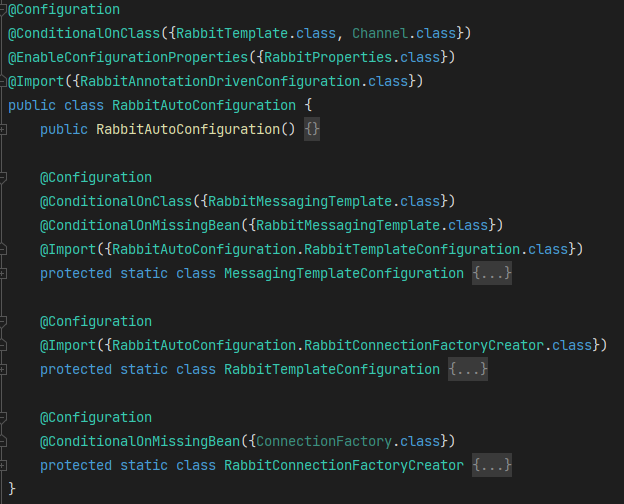 @Configuration
@ConditionalOnClass({RabbitTemplate.class, Channel.class})
@EnableConfigurationProperties({RabbitProperties.class})
@Import({RabbitAnnotationDrivenConfiguration.class})
public class RabbitAutoConfiguration {
    public RabbitAutoConfiguration() {}

    @Configuration
    @ConditionalOnClass({RabbitMessagingTemplate.class})
    @ConditionalOnMissingBean({RabbitMessagingTemplate.class})
    @Import({RabbitAutoConfiguration.RabbitTemplateConfiguration.class})
    protected static class MessagingTemplateConfiguration {...}

    @Configuration
    @Import({RabbitAutoConfiguration.RabbitConnectionFactoryCreator.class})
    protected static class RabbitTemplateConfiguration {...}

    @Configuration
    @ConditionalOnMissingBean({ConnectionFactory.class})
    protected static class RabbitConnectionFactoryCreator {...}
}